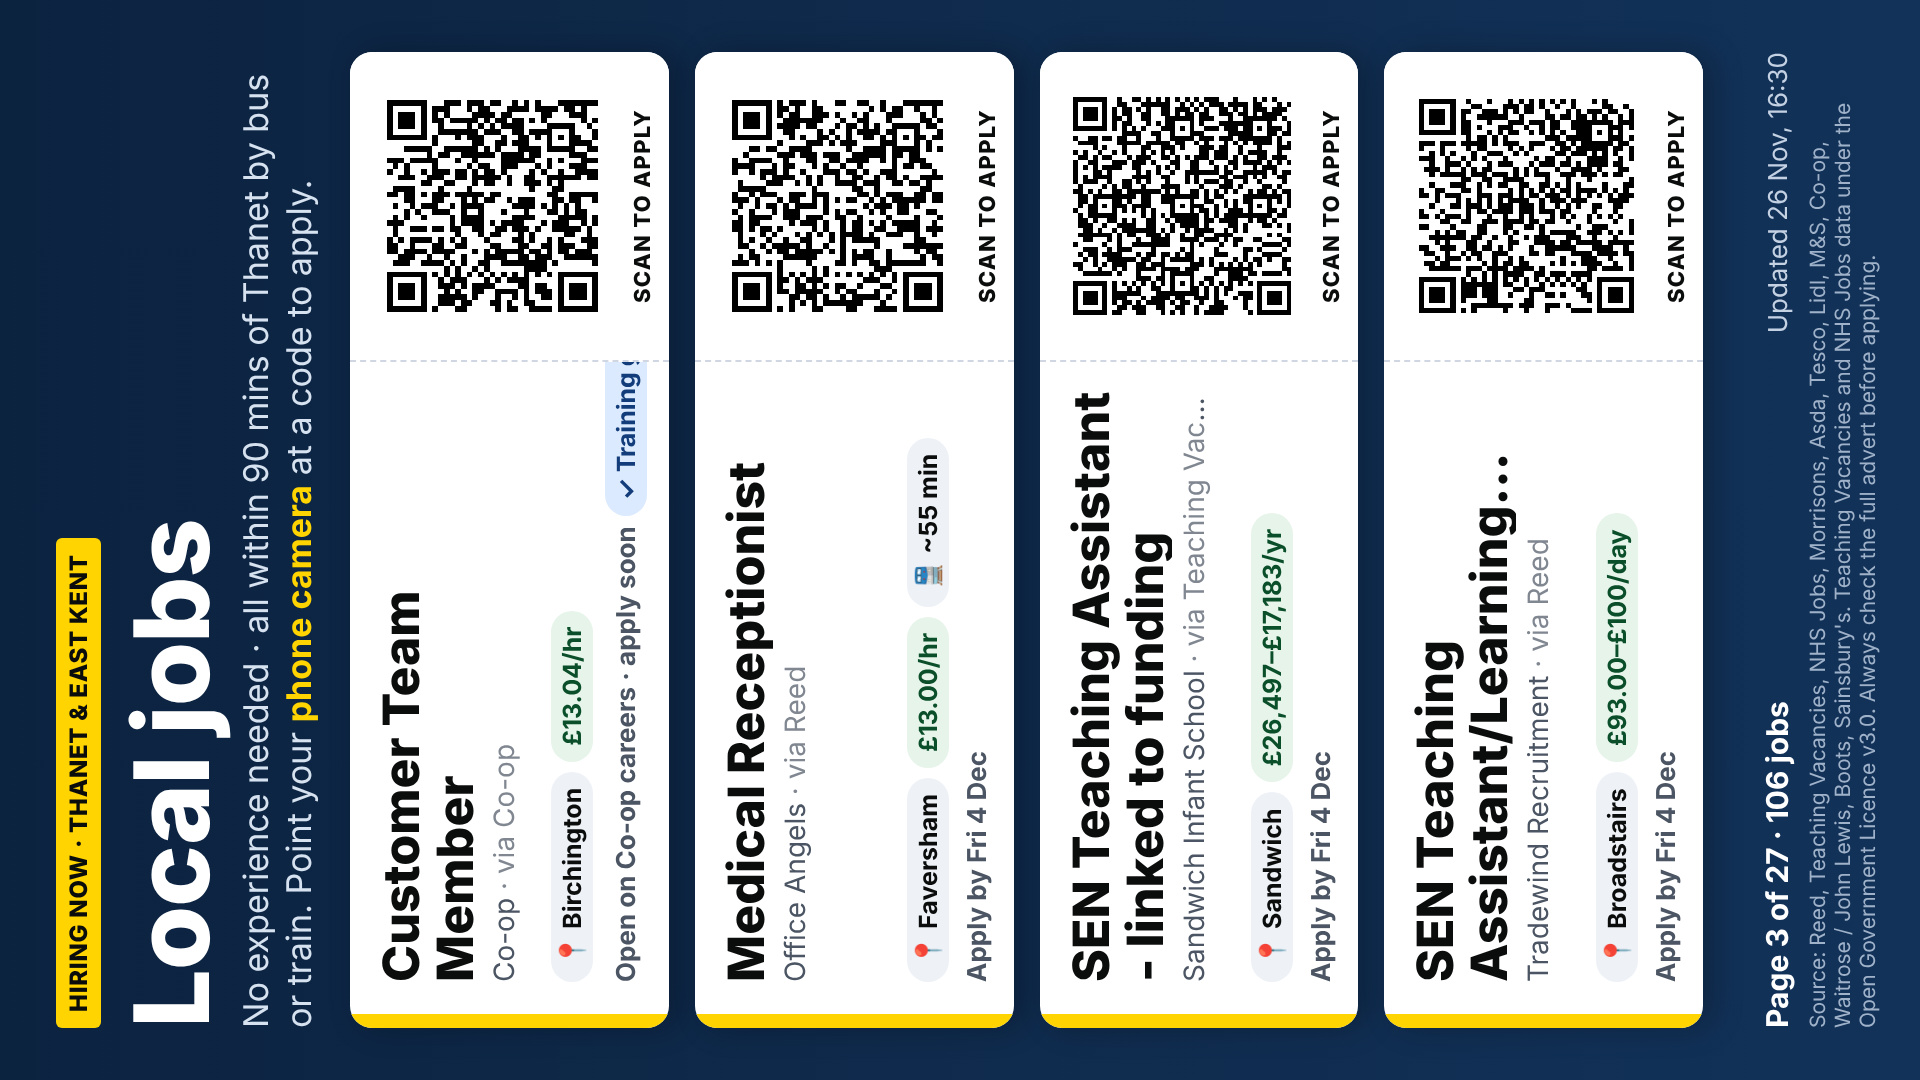 HIRING NOW · THANET & EAST KENT
Local jobs
No experience needed · all within 90 mins of Thanet by bus
or train. Point your phone camera at a code to apply.
Customer Team
Member
Co-op · via Co-op
Birchington
£13.04/hr
Open on Co-op careers · apply soon
✓ Training
SCAN TO APPLY
Medical Receptionist
Office Angels · via Reed
Faversham
£13.00/hr
~55 min
Apply by Fri 4 Dec
SCAN TO APPLY
SEN Teaching Assistant
- linked to funding
Sandwich Infant School · via Teaching Vac...
Sandwich
£26,497–£17,183/yr
Apply by Fri 4 Dec
SCAN TO APPLY
SEN Teaching
Assistant/Learning...
Tradewind Recruitment · via Reed
Broadstairs
£93.00–£100/day
Apply by Fri 4 Dec
SCAN TO APPLY
Page 3 of 27 · 106 jobs
Updated 26 Nov, 16:30
Source: Reed, Teaching Vacancies, NHS Jobs, Morrisons, Asda, Tesco, Lidl, M&S, Co-op,
Waitrose / John Lewis, Boots, Sainsbury's. Teaching Vacancies and NHS Jobs data under the
Open Government Licence v3.0. Always check the full advert before applying.